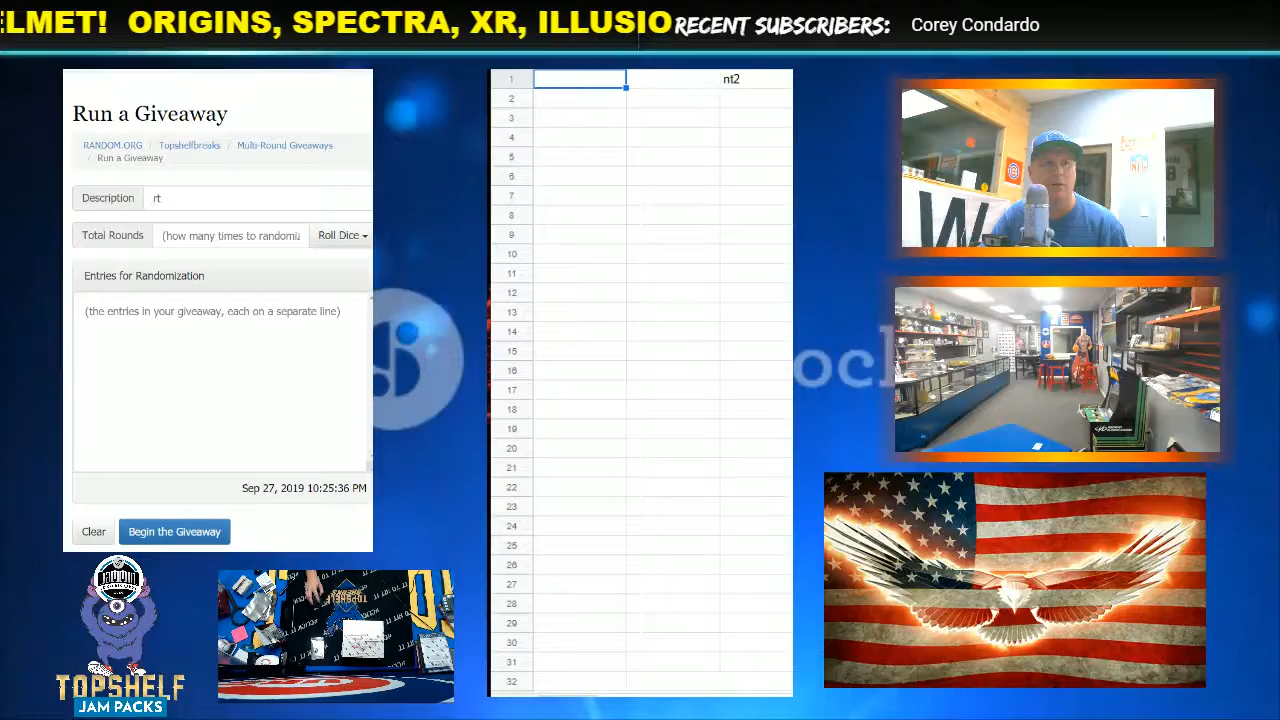 ELMET! ORIGINS, SPECTRA, XR, ILLUSIO
RECENT SUBSCRIBERS: Corey Condardo
Run a Giveaway
RANDOM.ORG / Topshelfbreaks / Multi-Round Giveaways
/ Run a Giveaway
Description rt
Total Rounds (how many times to randomiz Roll Dice
Entries for Randomization
(the entries in your giveaway, each on a separate line)
Sep 27, 2019 10:25:36 PM
Clear Begin the Giveaway
1 nt2
2
3
4
5
6
7
8
9
10
11
12
13
14
15
16
17
18
19
20
21
22
23
24
25
26
27
28
29
30
31
32
W
ock
TOPSHELF
JAM PACKS